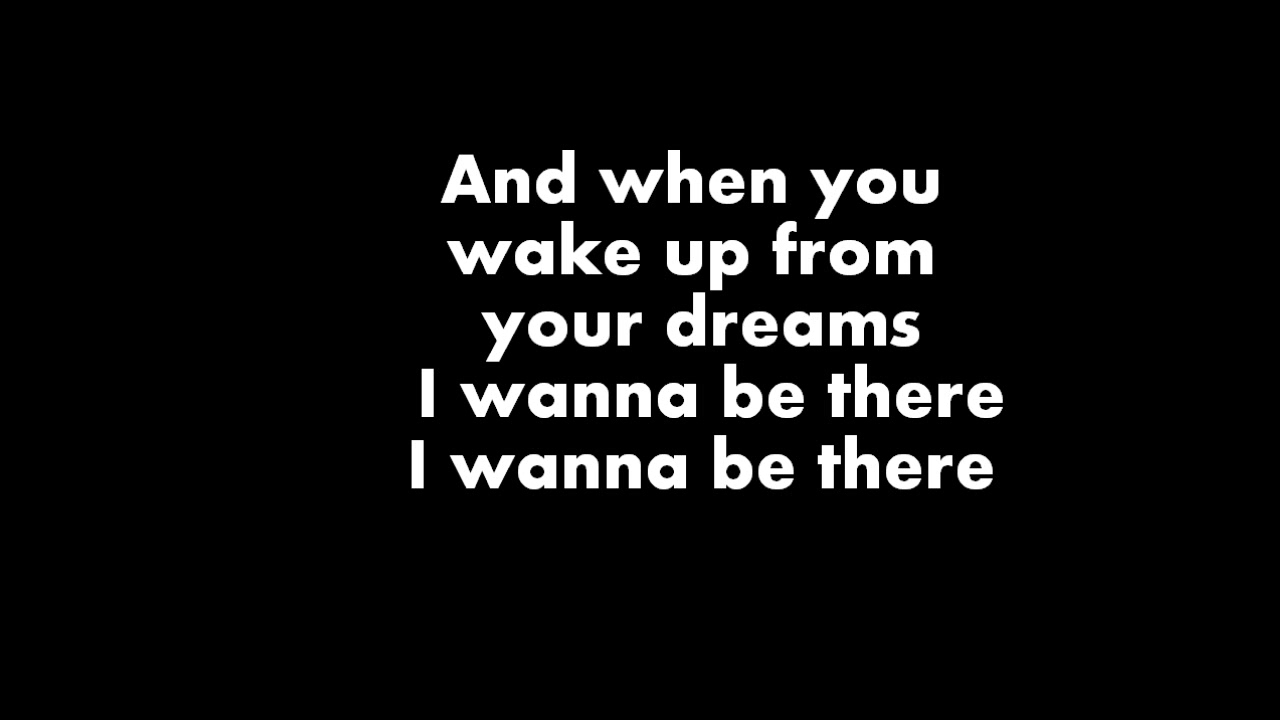 And when you
wake up from
your dreams
I wanna be there
I wanna be there